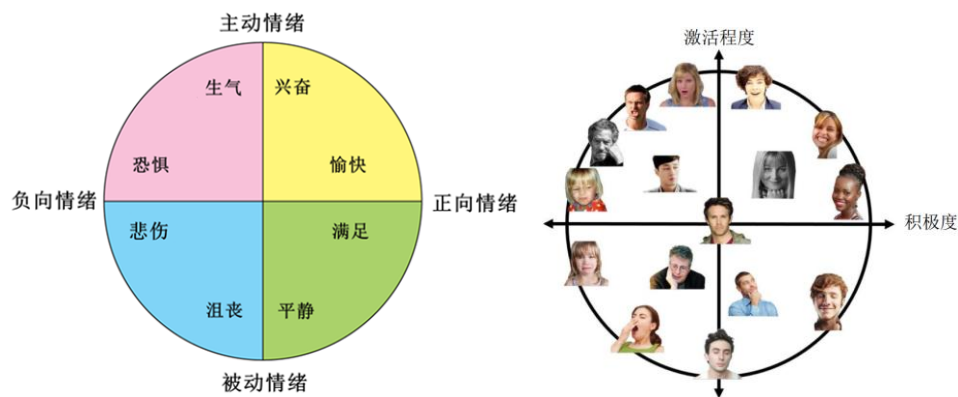 主动情绪
生气
兴奋
恐惧
愉快
负向情绪
正向情绪
悲伤
满足
沮丧
平静
被动情绪
激活程度
积极度